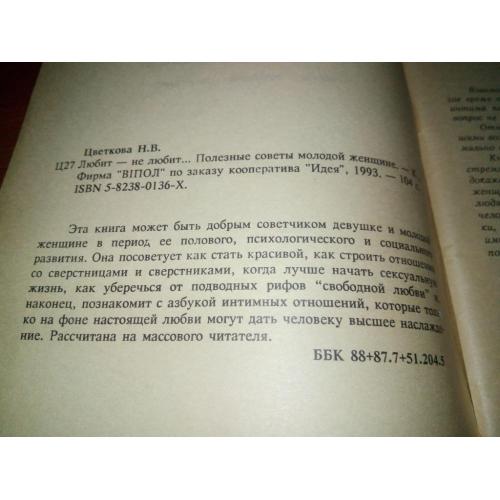 Цветкова Н.В.
Ц27 Любит — не любит... Полезные советы молодой женщине. — К.
Фирма "ВІПОЛ" по заказу кооператива "Идея", 1993. — 104 с.
ISBN 5-8238-0136-X.
Эта книга может быть добрым советчиком девушке и молодой
женщине в период ее полового, психологического и социального
развития. Она посоветует как стать красивой, как строить отношения
со сверстницами и сверстниками, когда лучше начать сексуальную
жизнь, как уберечься от подводных рифов "свободной любви" и,
наконец, познакомит с азбукой интимных отношений, которые толь-
ко на фоне настоящей любви могут дать человеку высшее наслажде-
ние. Рассчитана на массового читателя.
ББК 88+87.7+51.204.5